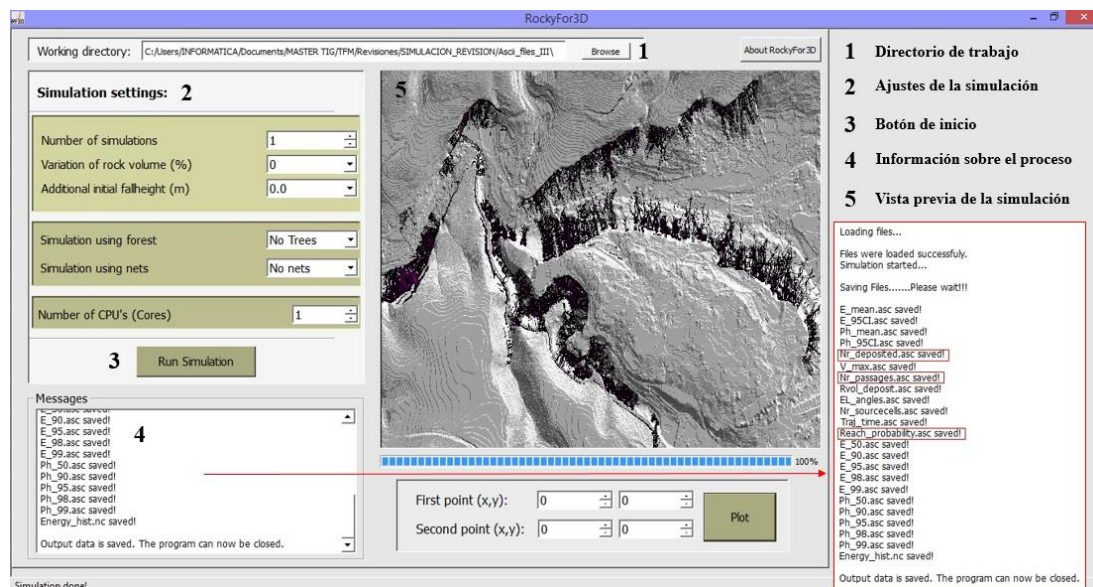 RockyFor3D
Working directory: C:/Users/INFORMATICA/Documents/MASTER TIG/TFM/Revisiones/SIMULACION_REVISION/Ascii_files_III\ Browse 1 About RockyFor3D
Simulation settings: 2
Number of simulations 1
Variation of rock volume (%) 0
Additional initial fallheight (m) 0.0
Simulation using forest No Trees
Simulation using nets No nets
Number of CPU's (Cores) 1
3 Run Simulation
Messages
E_90.asc saved!
E_95.asc saved!
E_98.asc saved!
E_99.asc saved!
Ph_50.asc saved!
Ph_90.asc saved!
Ph_95.asc saved!
Ph_98.asc saved!
Ph_99.asc saved!
Energy_hist.nc saved!
Output data is saved. The program can now be closed.
4
5
100%
First point (x,y): 0 0
Second point (x,y): 0 0
Plot
1 Directorio de trabajo
2 Ajustes de la simulación
3 Botón de inicio
4 Información sobre el proceso
5 Vista previa de la simulación
Loading files...
Files were loaded successfuly.
Simulation started...
Saving Files.......Please wait!!!
E_mean.asc saved!
E_95CI.asc saved!
Ph_mean.asc saved!
Ph_95CI.asc saved!
Nr_deposited.asc saved!
V_max.asc saved!
Nr_passages.asc saved!
Rvol_deposit.asc saved!
EL_angles.asc saved!
Nr_sourcecells.asc saved!
Traj_time.asc saved!
Reach_probability.asc saved!
E_50.asc saved!
E_90.asc saved!
E_95.asc saved!
E_98.asc saved!
E_99.asc saved!
Ph_50.asc saved!
Ph_90.asc saved!
Ph_95.asc saved!
Ph_98.asc saved!
Ph_99.asc saved!
Energy_hist.nc saved!
Output data is saved. The program can now be closed.
Simulation done!